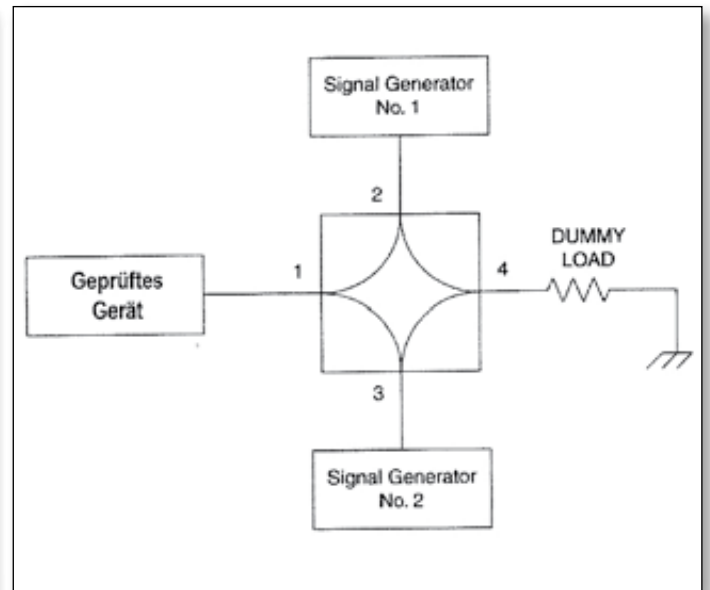 Signal Generator
No. 1
2
DUMMY
LOAD
1
4
Geprüftes
Gerät
3
Signal Generator
No. 2